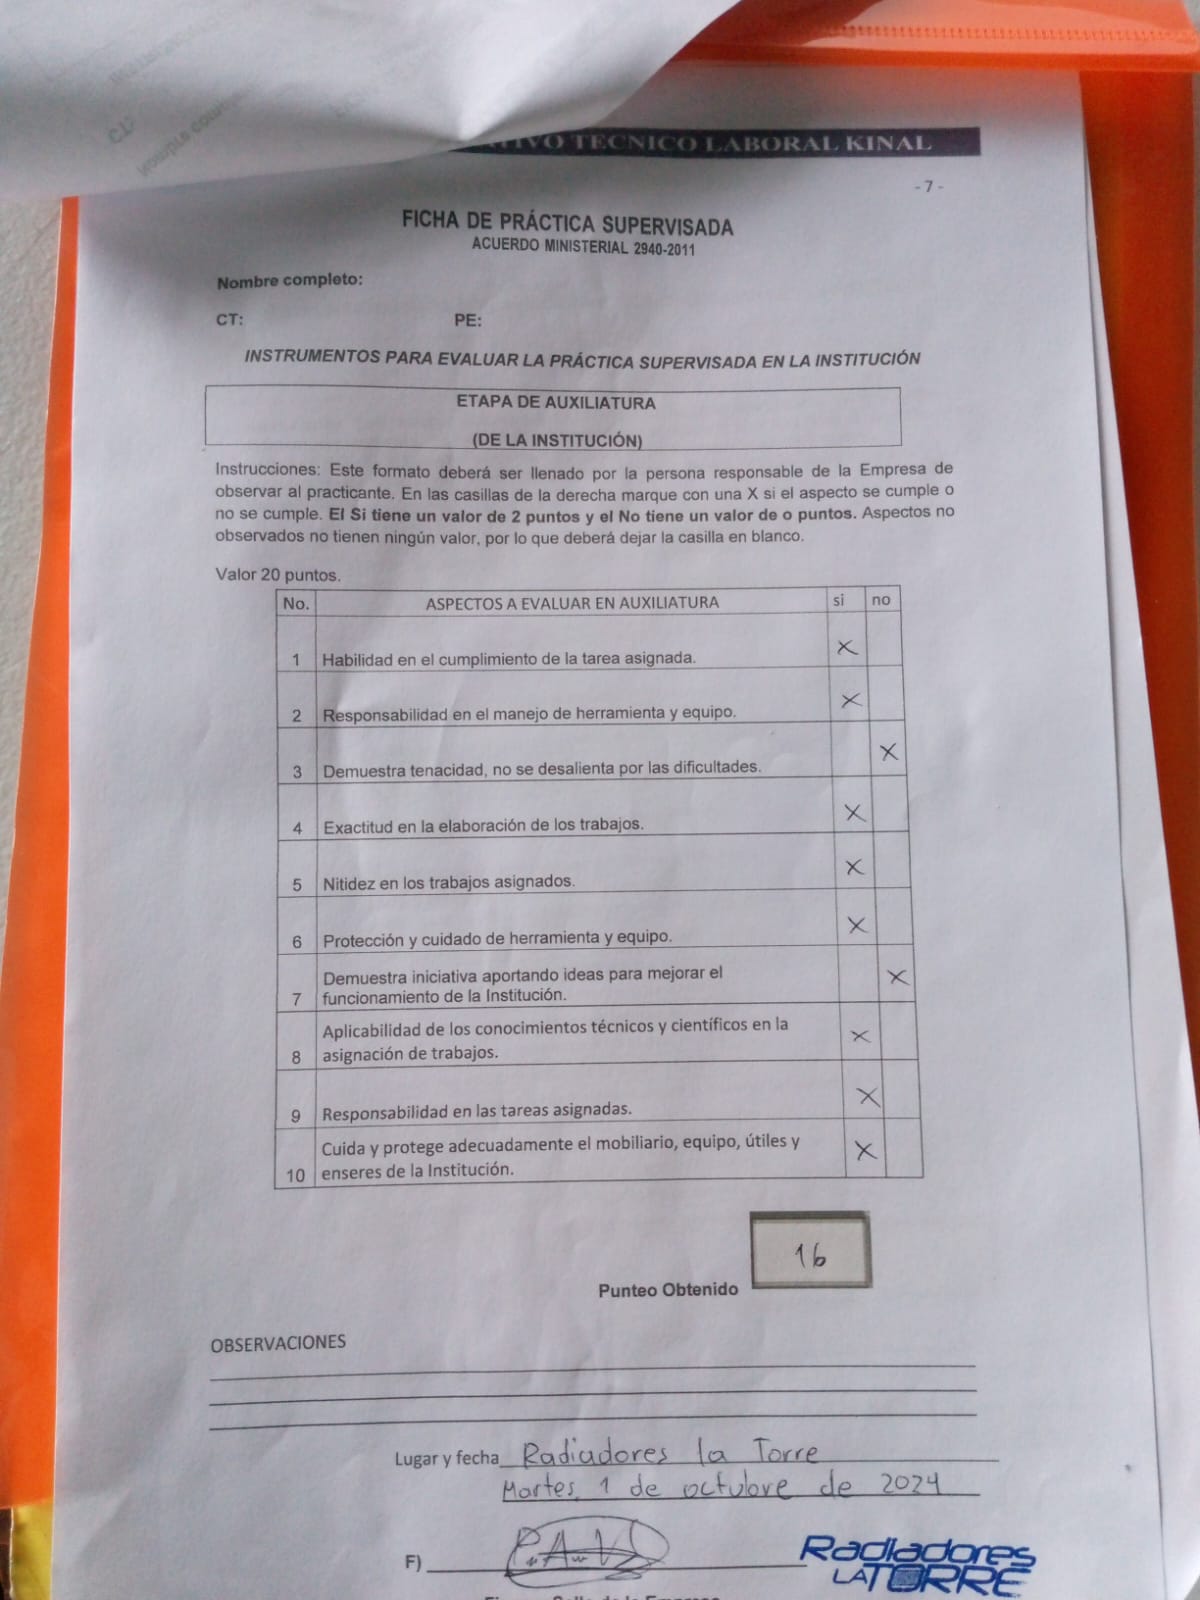 TECNICO LABORAL KINAL
- 7 -
FICHA DE PRÁCTICA SUPERVISADA
ACUERDO MINISTERIAL 2940-2011
Nombre completo:
CT: PE:
INSTRUMENTOS PARA EVALUAR LA PRÁCTICA SUPERVISADA EN LA INSTITUCIÓN
ETAPA DE AUXILIATURA
(DE LA INSTITUCIÓN)
Instrucciones: Este formato deberá ser llenado por la persona responsable de la Empresa de
observar al practicante. En las casillas de la derecha marque con una X si el aspecto se cumple o
no se cumple. El Si tiene un valor de 2 puntos y el No tiene un valor de o puntos. Aspectos no
observados no tienen ningún valor, por lo que deberá dejar la casilla en blanco.
Valor 20 puntos.
No. ASPECTOS A EVALUAR EN AUXILIATURA si no
1 Habilidad en el cumplimiento de la tarea asignada. X
2 Responsabilidad en el manejo de herramienta y equipo. X
3 Demuestra tenacidad, no se desalienta por las dificultades. X
4 Exactitud en la elaboración de los trabajos. X
5 Nitidez en los trabajos asignados. X
6 Protección y cuidado de herramienta y equipo. X
Demuestra iniciativa aportando ideas para mejorar el
7 funcionamiento de la Institución. X
Aplicabilidad de los conocimientos técnicos y científicos en la
8 asignación de trabajos. X
9 Responsabilidad en las tareas asignadas. X
Cuida y protege adecuadamente el mobiliario, equipo, útiles y
10 enseres de la Institución. X
16
Punteo Obtenido
OBSERVACIONES
Lugar y fecha Radiadores la Torre
Martes, 1 de octubre de 2024
F)
Radiadores
LA TORRE